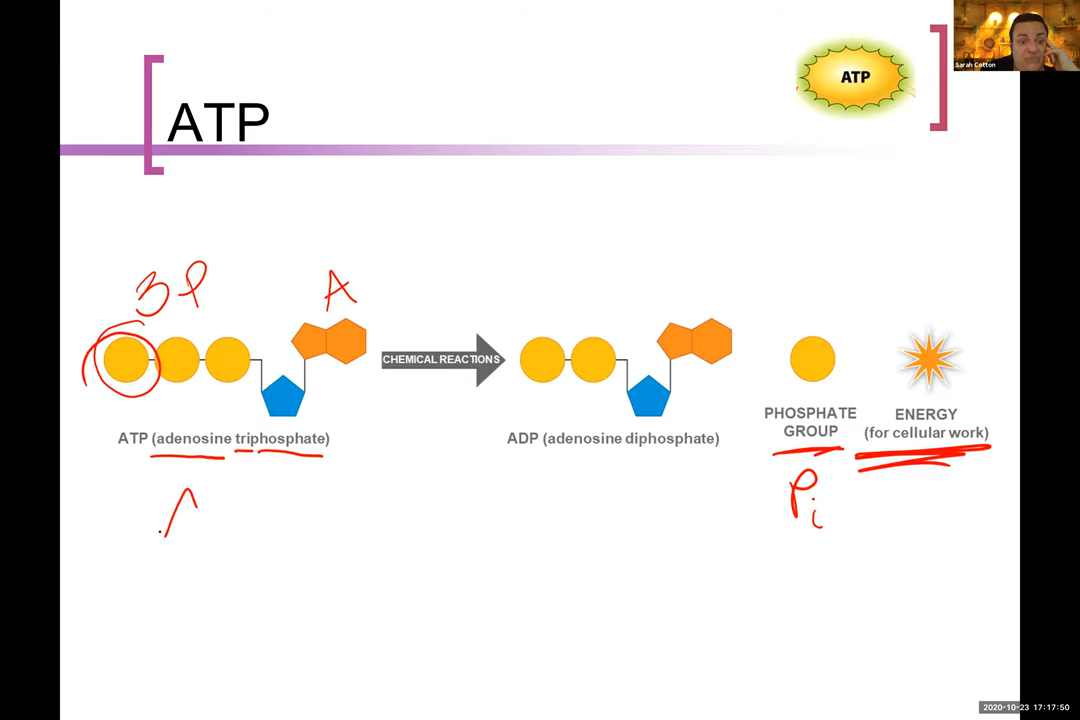 ATP
Sarah Cotton
ATP
3P
A
CHEMICAL REACTIONS
ATP (adenosine triphosphate)
ADP (adenosine diphosphate)
PHOSPHATE
GROUP
ENERGY
(for cellular work)
Pi
2020-10-23 17:17:50